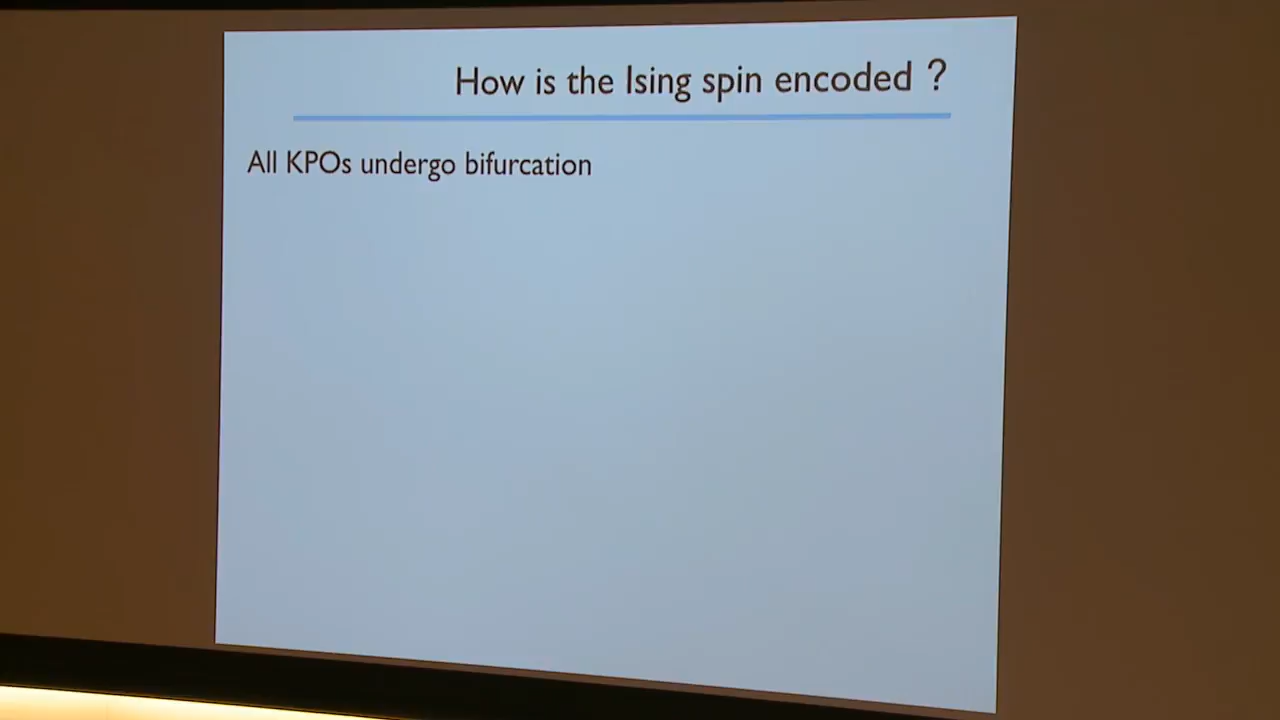 How is the Ising spin encoded ?
All KPOs undergo bifurcation